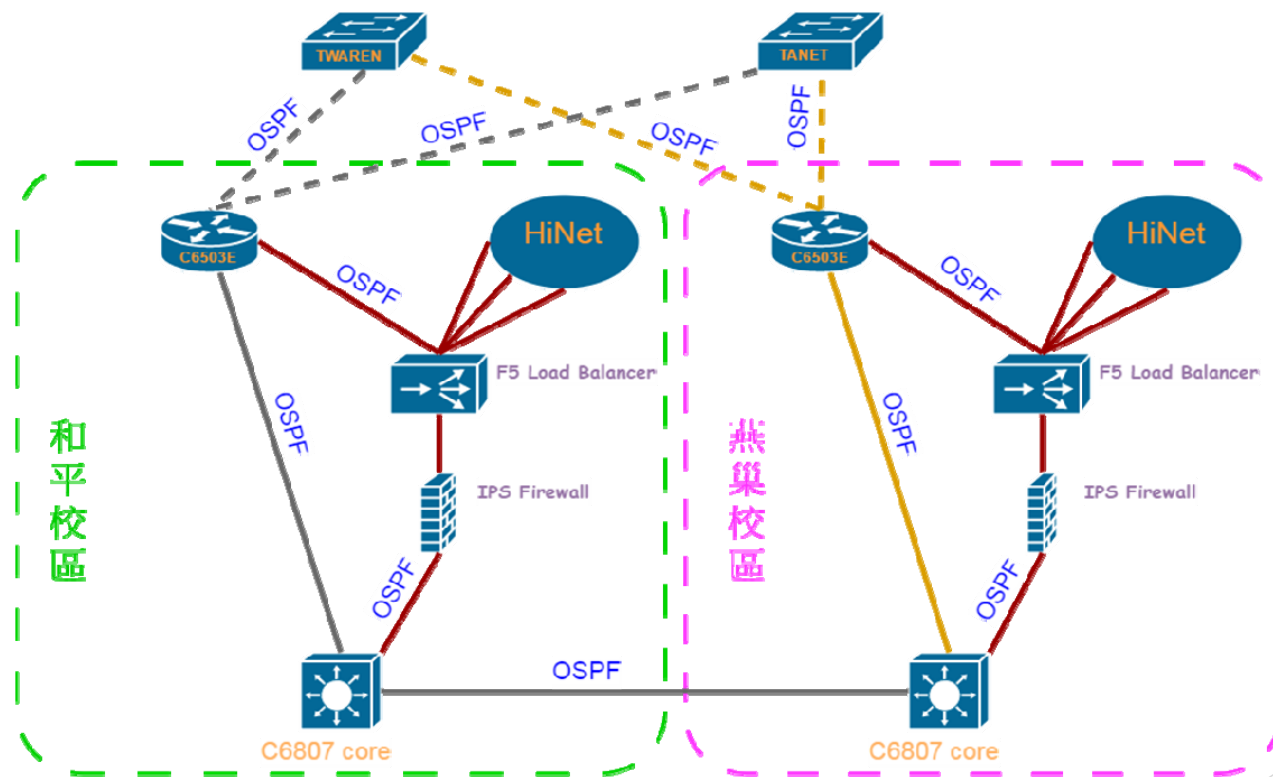 TWAREN
TANET
OSPF
OSPF
OSPF
OSPF
C6503E
HiNet
OSPF
F5 Load Balancer
OSPF
IPS Firewall
OSPF
和平校區
C6807 core
OSPF
C6503E
HiNet
OSPF
F5 Load Balancer
OSPF
IPS Firewall
OSPF
燕巢校區
C6807 core